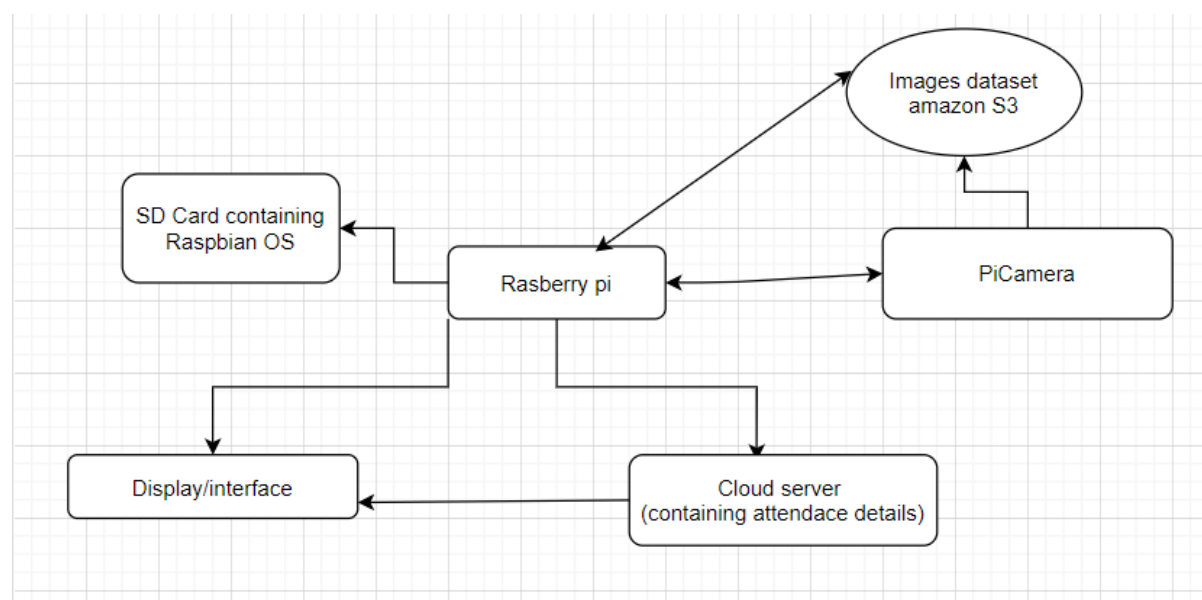 Images dataset
amazon S3
SD Card containing
Raspbian OS
Rasberry pi
PiCamera
Display/interface
Cloud server
(containing attendace details)